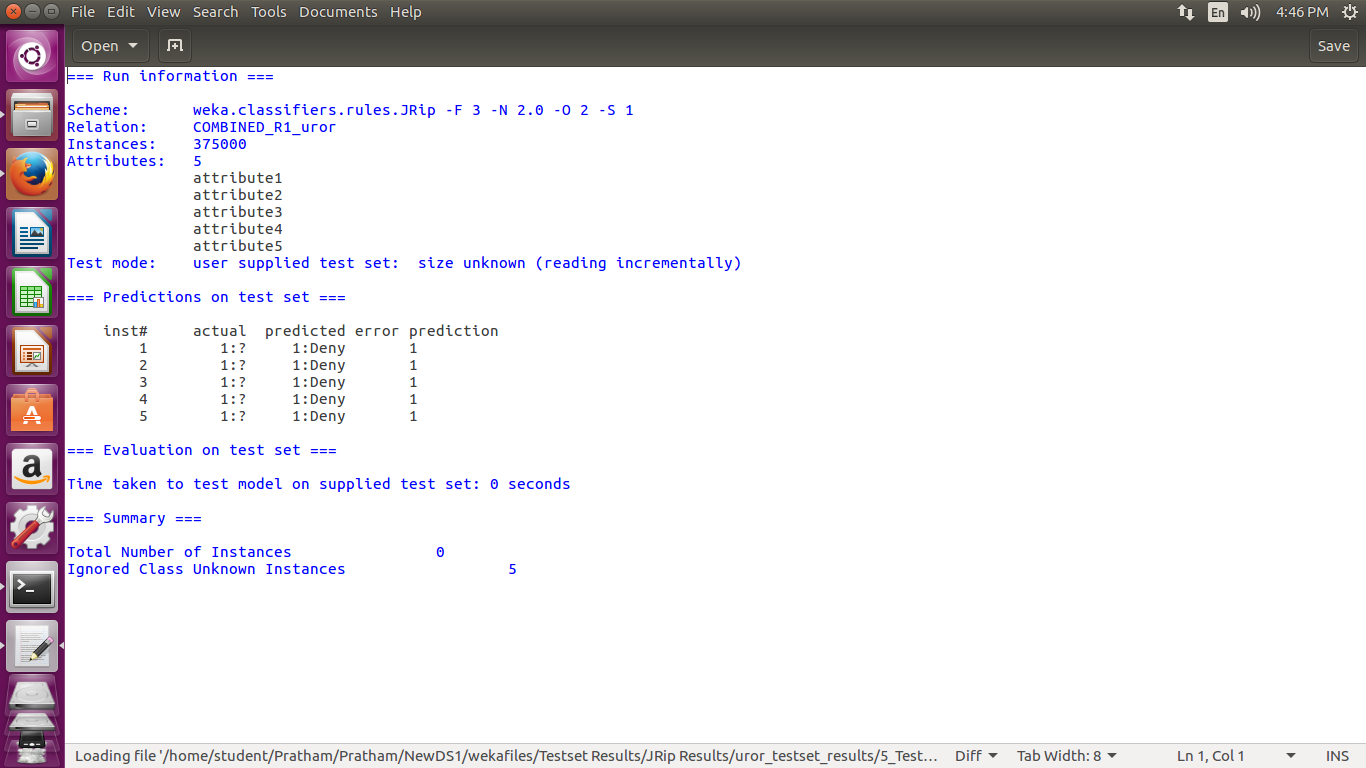 File Edit View Search Tools Documents Help En 4:46 PM
Open Save
=== Run information ===
Scheme: weka.classifiers.rules.JRip -F 3 -N 2.0 -O 2 -S 1
Relation: COMBINED_R1_uror
Instances: 375000
Attributes: 5
attribute1
attribute2
attribute3
attribute4
attribute5
Test mode: user supplied test set: size unknown (reading incrementally)
=== Predictions on test set ===
inst# actual predicted error prediction
1 1:? 1:Deny 1
2 1:? 1:Deny 1
3 1:? 1:Deny 1
4 1:? 1:Deny 1
5 1:? 1:Deny 1
=== Evaluation on test set ===
Time taken to test model on supplied test set: 0 seconds
=== Summary ===
Total Number of Instances 0
Ignored Class Unknown Instances 5
Loading file '/home/student/Pratham/Pratham/NewDS1/wekafiles/Testset Results/JRip Results/uror_testset_results/5_Test... Diff Tab Width: 8 Ln 1, Col 1 INS